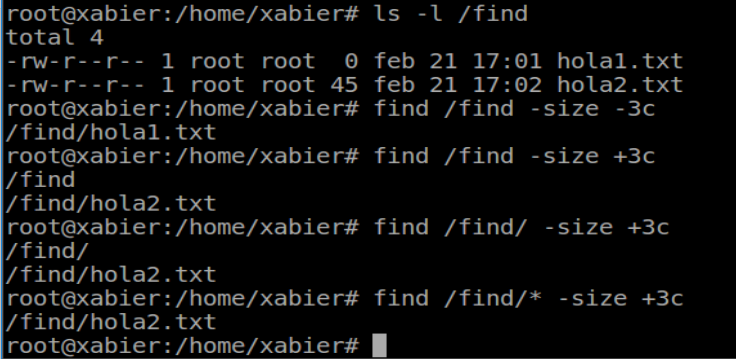 root@xabier:/home/xabier# ls -l /find
total 4
-rw-r--r-- 1 root root  0 feb 21 17:01 hola1.txt
-rw-r--r-- 1 root root 45 feb 21 17:02 hola2.txt
root@xabier:/home/xabier# find /find -size -3c
/find/hola1.txt
root@xabier:/home/xabier# find /find -size +3c
/find
/find/hola2.txt
root@xabier:/home/xabier# find /find/ -size +3c
/find/
/find/hola2.txt
root@xabier:/home/xabier# find /find/* -size +3c
/find/hola2.txt
root@xabier:/home/xabier#